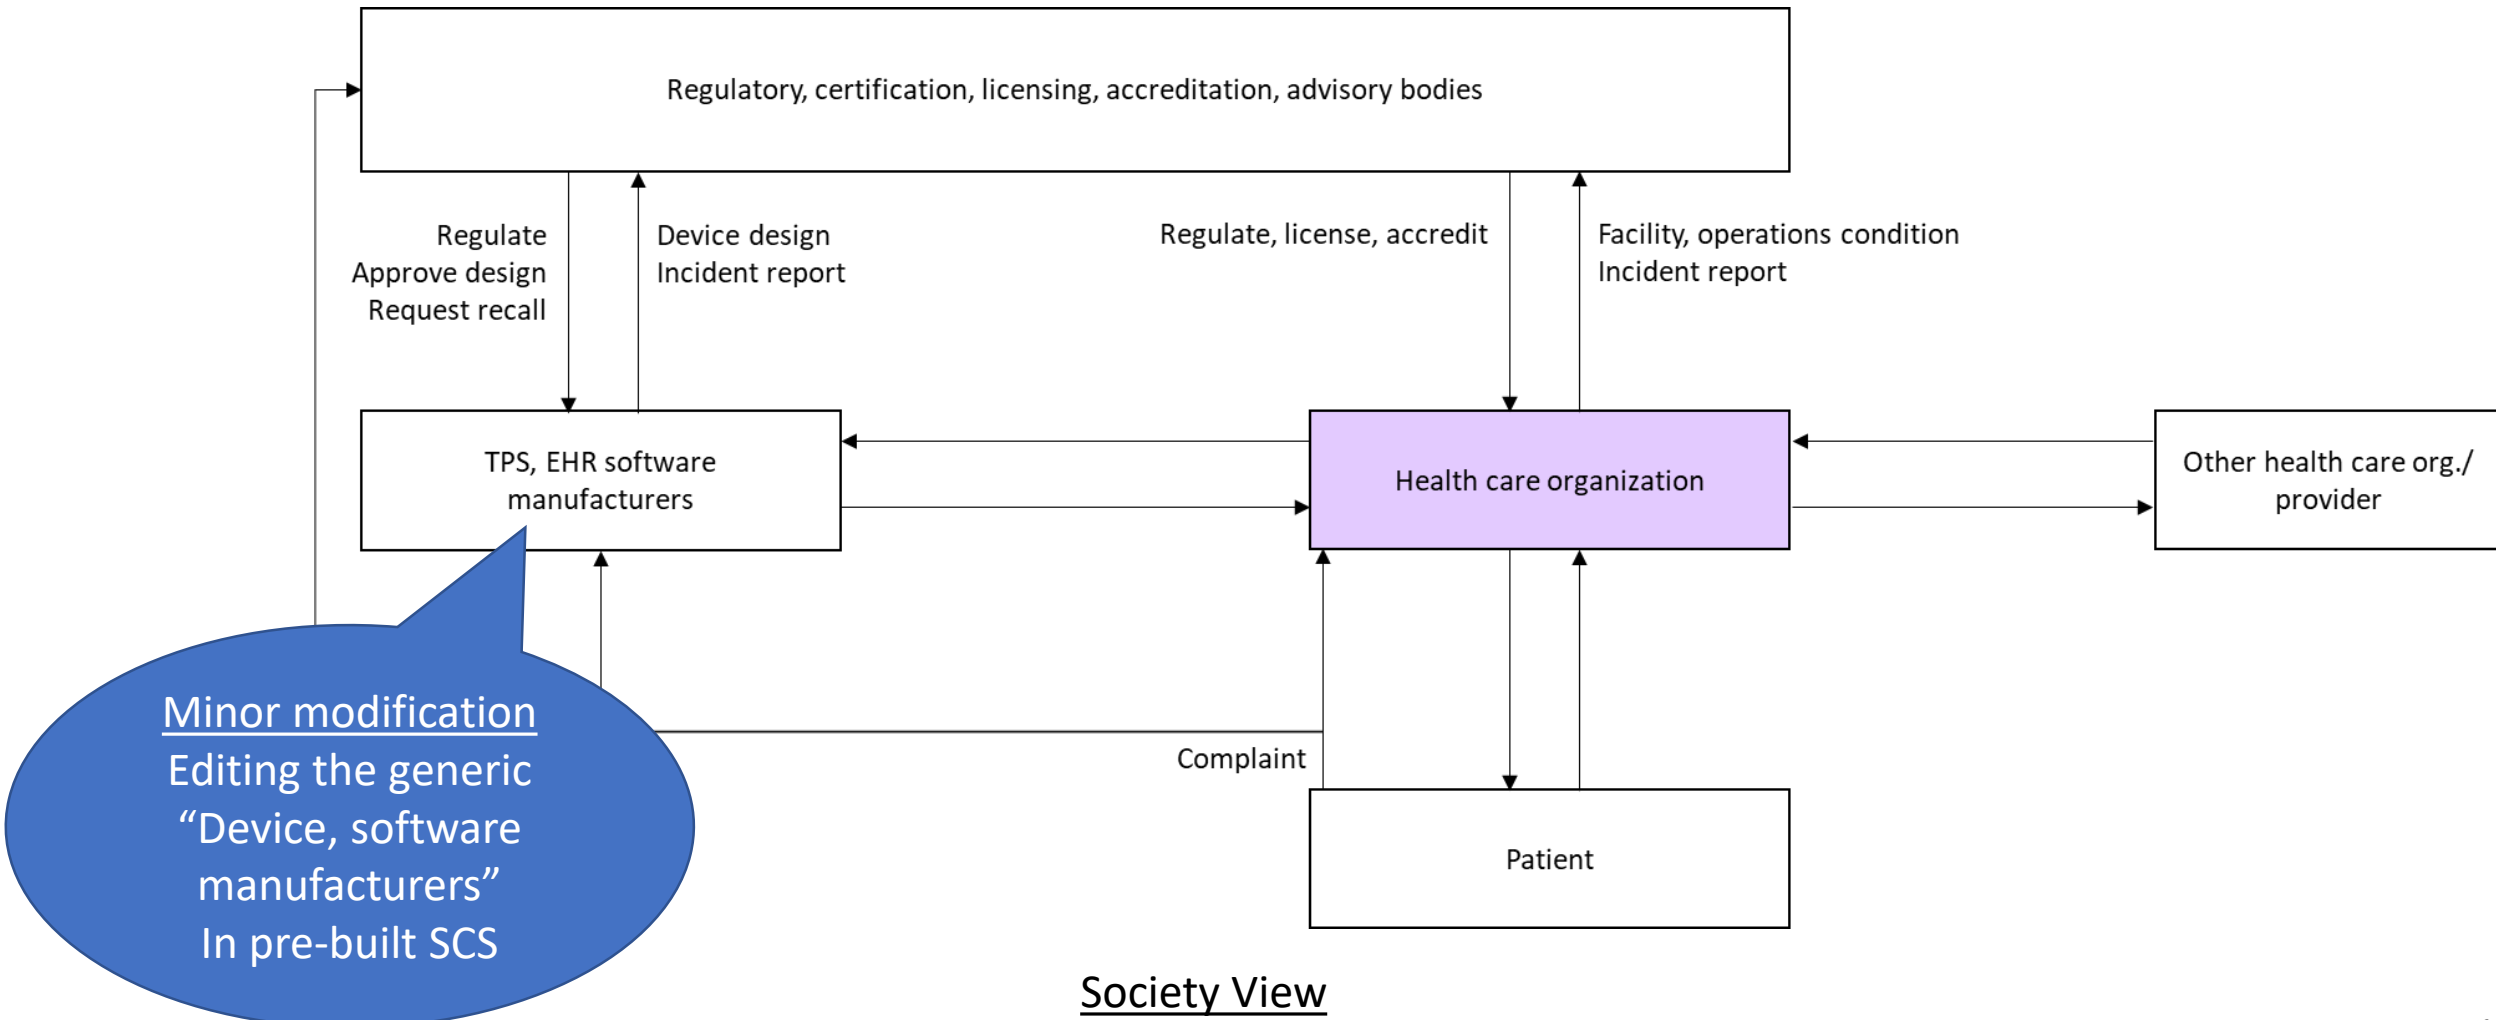 Regulatory, certification, licensing, accreditation, advisory bodies
Regulate
Approve design
Request recall
Device design
Incident report
Regulate, license, accredit
Facility, operations condition
Incident report
TPS, EHR software
manufacturers
Health care organization
Other health care org./
provider
Minor modification
Editing the generic
“Device, software
manufacturers”
In pre-built SCS
Complaint
Patient
Society View